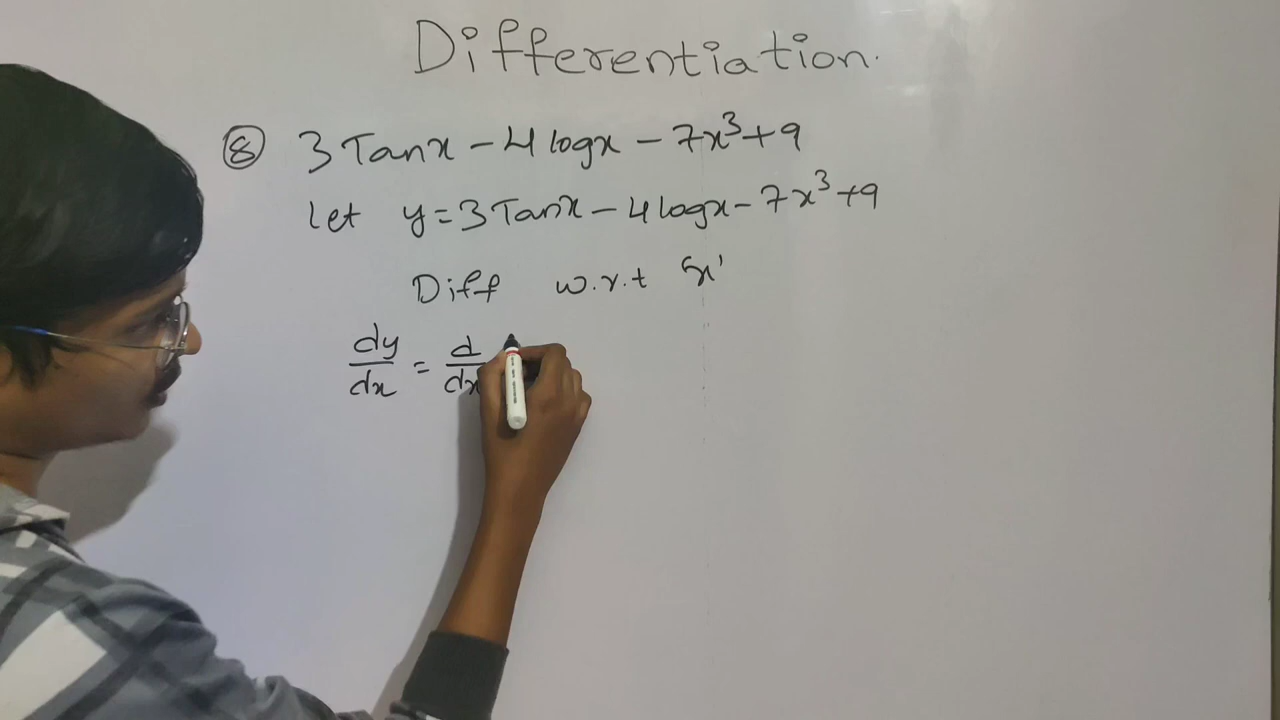 Differentiation.
⑧ 3 Tanx - 4 logx - 7x³ + 9
Let y = 3 Tanx - 4 logx - 7x³ + 9
Diff w.r.t 'x'
dy/dx = d/dx